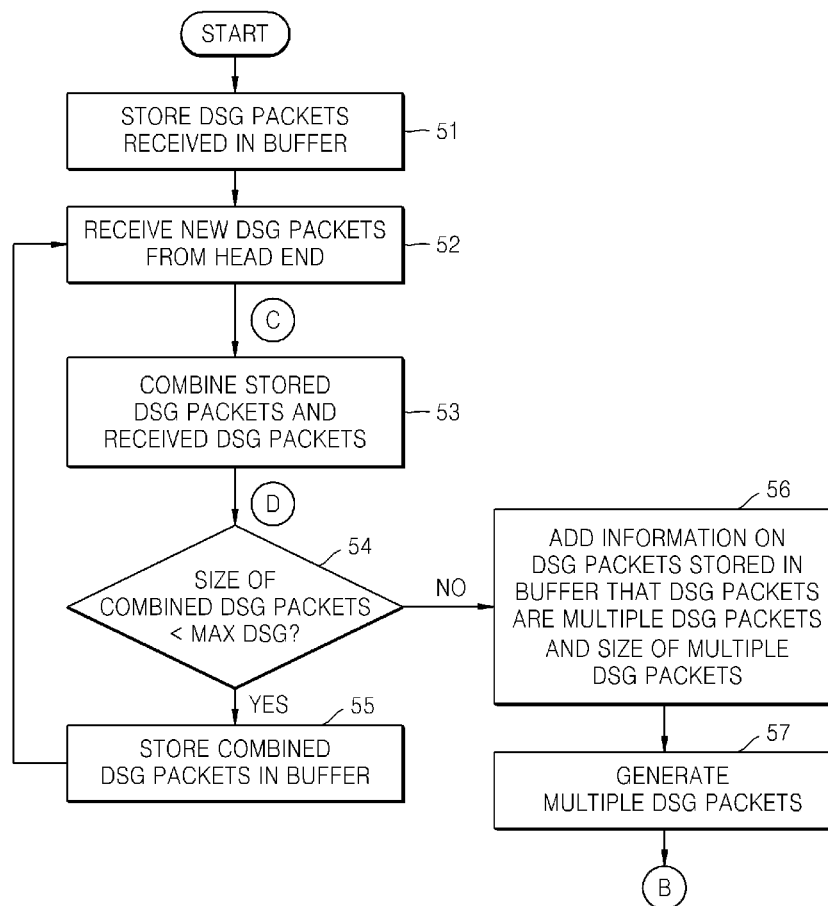 START
STORE DSG PACKETS
RECEIVED IN BUFFER
51
RECEIVE NEW DSG PACKETS
FROM HEAD END
52
C
COMBINE STORED
DSG PACKETS AND
RECEIVED DSG PACKETS
53
D
54
SIZE OF
COMBINED DSG PACKETS
< MAX DSG?
NO
YES
55
STORE COMBINED
DSG PACKETS IN BUFFER
56
ADD INFORMATION ON
DSG PACKETS STORED IN
BUFFER THAT DSG PACKETS
ARE MULTIPLE DSG PACKETS
AND SIZE OF MULTIPLE
DSG PACKETS
57
GENERATE
MULTIPLE DSG PACKETS
B